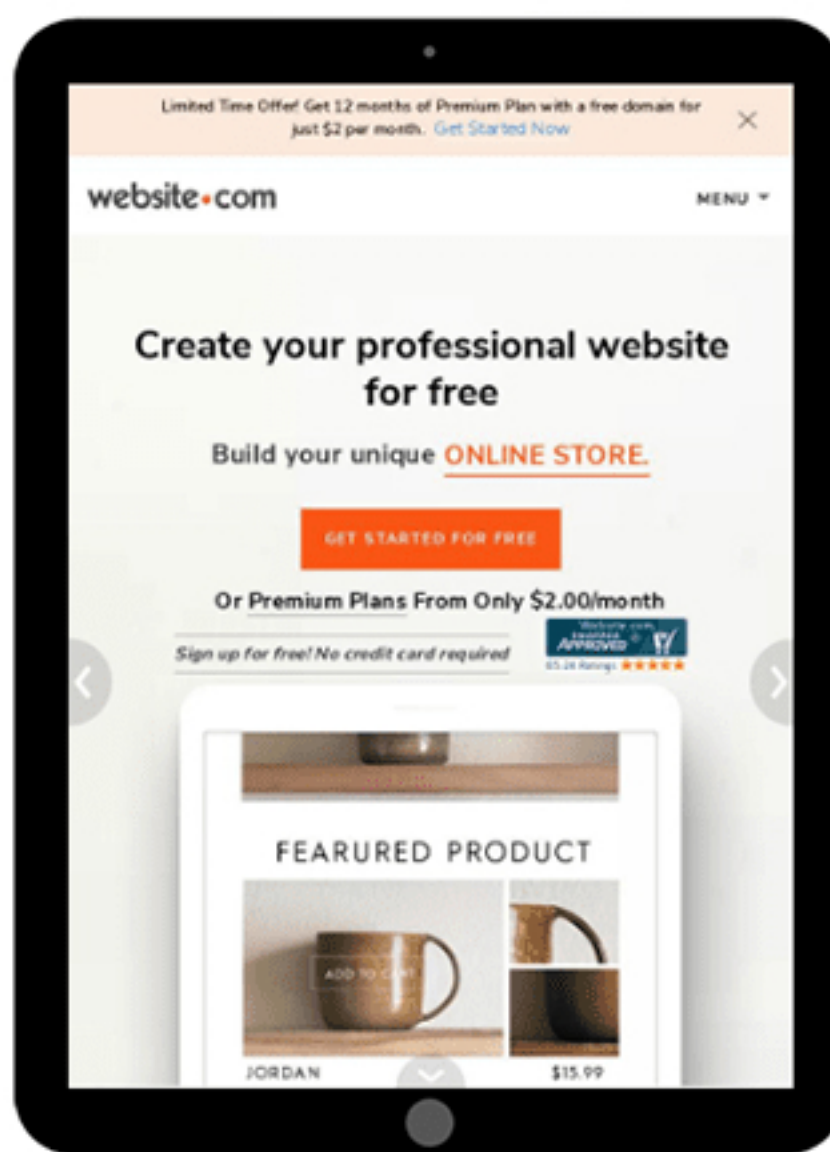 Limited Time Offer! Get 12 months of Premium Plan with a free domain for
just $2 per month. Get Started Now
website.com
MENU
Create your professional website
for free
Build your unique ONLINE STORE.
GET STARTED FOR FREE
Or Premium Plans From Only $2.00/month
Sign up for free! No credit card required
Website.com
APPROVED
Ratings
FEARURED PRODUCT
ADD TO CART
JORDAN
$15.99